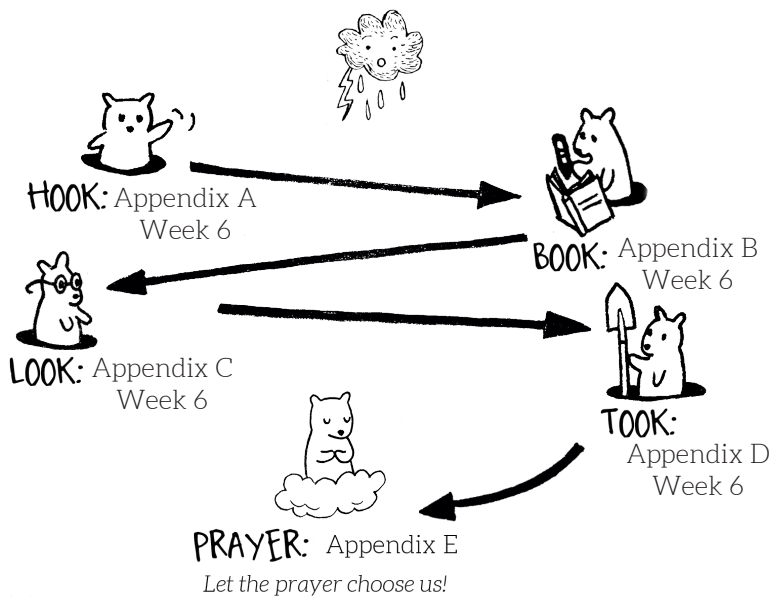 HOOK: Appendix A
Week 6
BOOK: Appendix B
Week 6
LOOK: Appendix C
Week 6
TOOK:
Appendix D
Week 6
PRAYER: Appendix E
Let the prayer choose us!